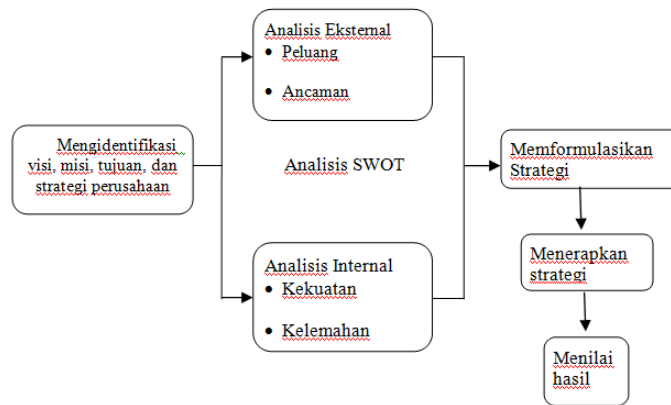 Analisis Eksternal
• Peluang
• Ancaman
Mengidentifikasi
visi, misi, tujuan, dan
strategi perusahaan
Analisis SWOT
Analisis Internal
• Kekuatan
• Kelemahan
Memformulasikan
Strategi
Menerapkan
strategi
Menilai
hasil